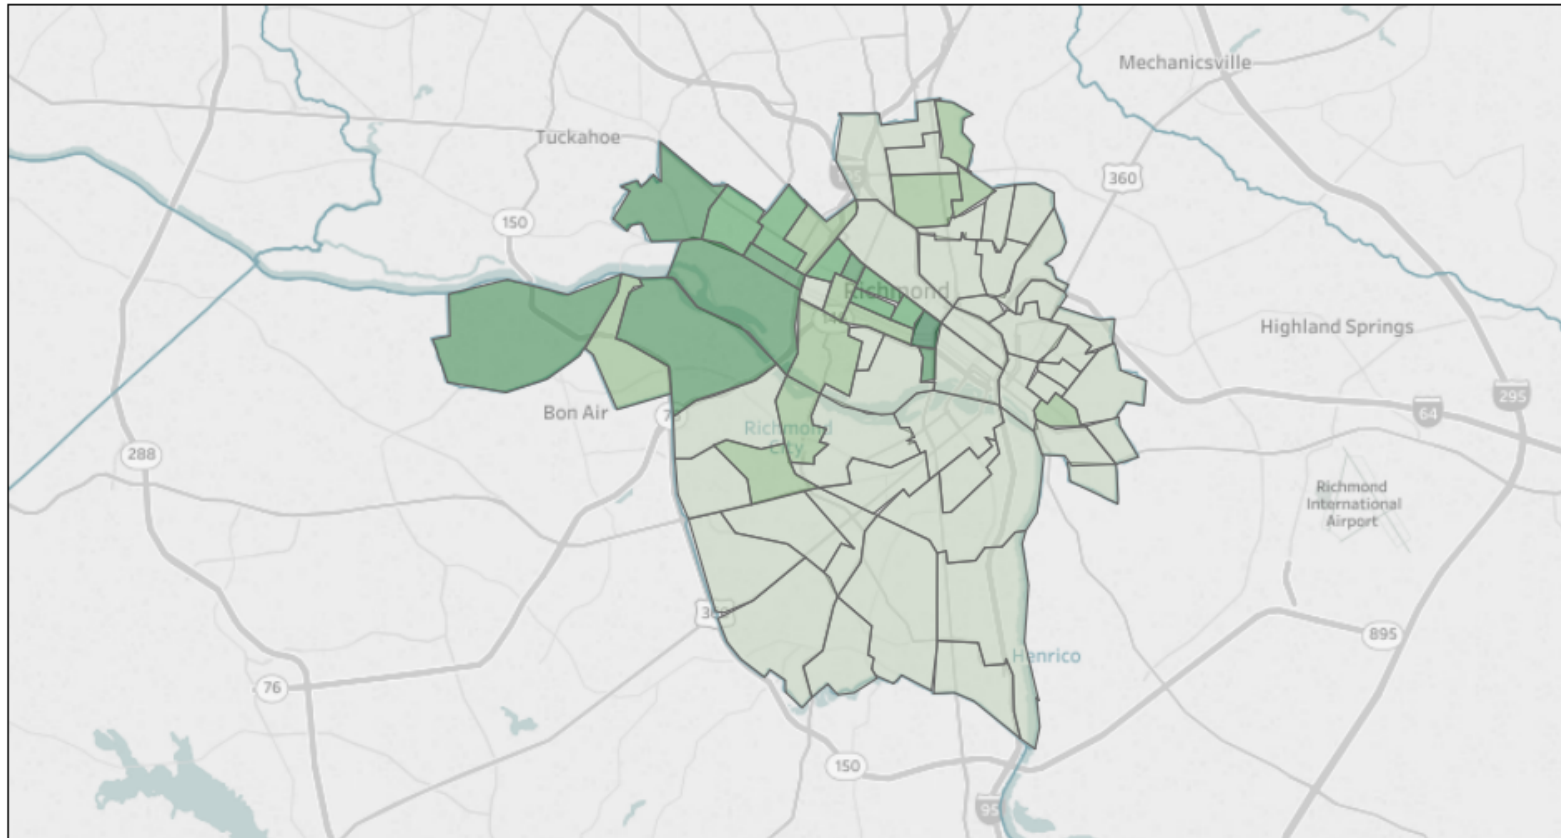 Mechanicsville
Tuckahoe
360
150
Richmond
Highland Springs
295
64
Bon Air
Richmond
City
288
Richmond
International
Airport
895
Henrico
76
150
95